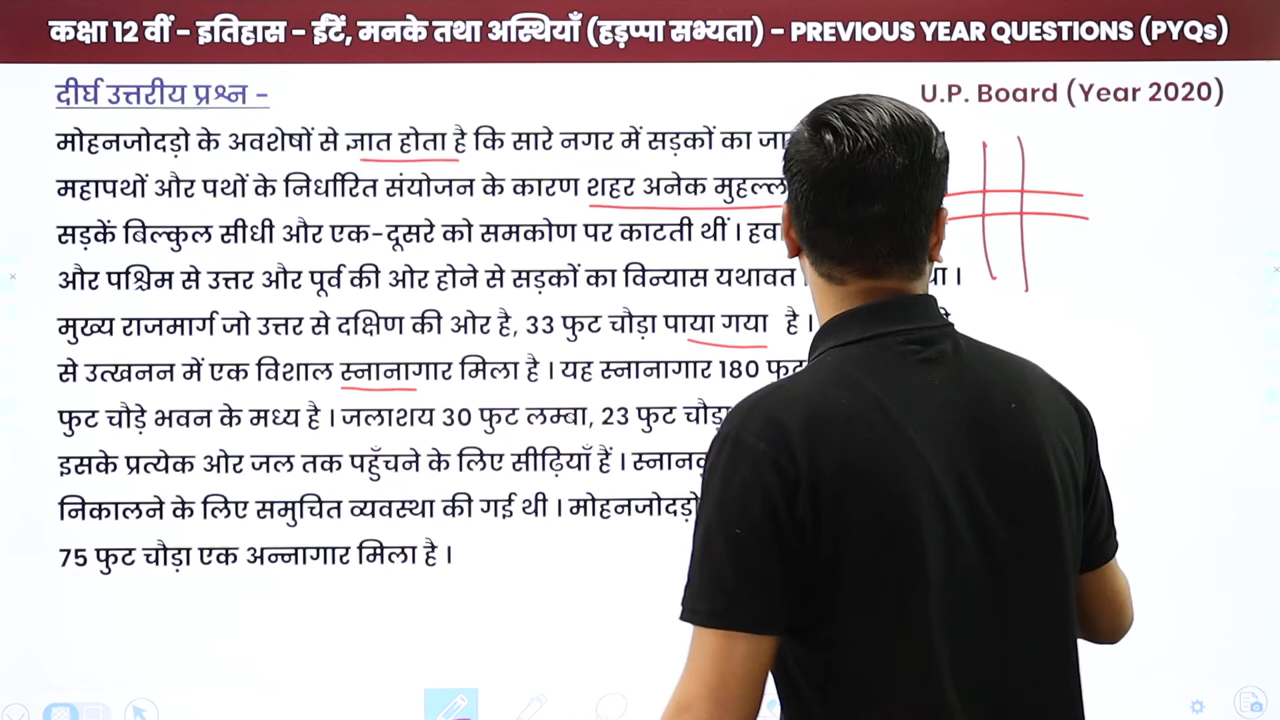 कक्षा 12 वीं - इतिहास - ईंटें, मनके तथा अस्थियाँ (हड़प्पा सभ्यता) - PREVIOUS YEAR QUESTIONS (PYQs)
दीर्घ उत्तरीय प्रश्न -
U.P. Board (Year 2020)
मोहनजोदड़ो के अवशेषों से ज्ञात होता है कि सारे नगर में सड़कों का
महापथों और पथों के निर्धारित संयोजन के कारण शहर अनेक
सड़कें बिल्कुल सीधी और एक-दूसरे को समकोण पर काटती थीं ।
और पश्चिम से उत्तर और पूर्व की ओर होने से सड़कों का विन्यास यथावत
मुख्य राजमार्ग जो उत्तर से दक्षिण की ओर है, 33 फुट चौड़ा पाया गया है ।
से उत्खनन में एक विशाल स्नानागार मिला है । यह स्नानागार 180
फुट चौड़े भवन के मध्य है । जलाशय 30 फुट लम्बा, 23 फुट
इसके प्रत्येक ओर जल तक पहुँचने के लिए सीढ़ियाँ हैं ।
निकालने के लिए समुचित व्यवस्था की गई थी । मोहनजोदड़ो
75 फुट चौड़ा एक अन्नागार मिला है ।